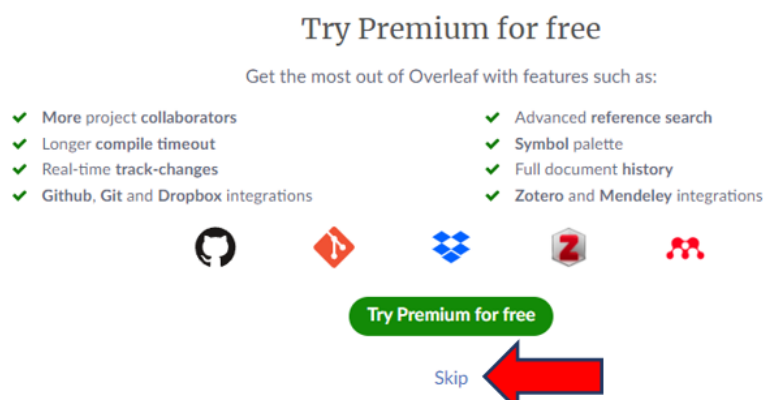 Try Premium for free
Get the most out of Overleaf with features such as:
More project collaborators
Longer compile timeout
Real-time track-changes
Github, Git and Dropbox integrations
Advanced reference search
Symbol palette
Full document history
Zotero and Mendeley integrations
Z
Try Premium for free
Skip